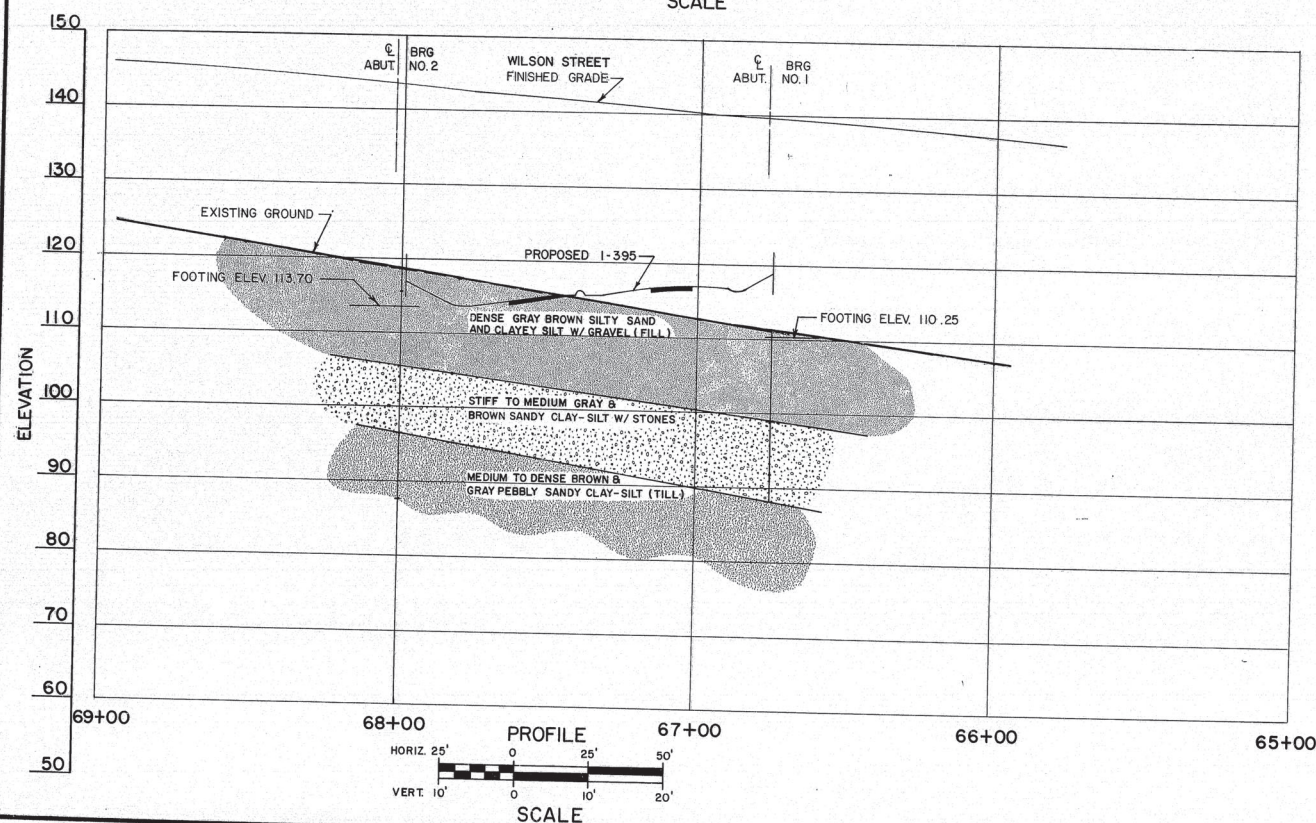 SCALE
150
140
130
120
110
100
90
80
70
60
50
ELEVATION
℄ BRG
ABUT. NO. 2
WILSON STREET
FINISHED GRADE
℄ BRG
ABUT. NO. 1
EXISTING GROUND
PROPOSED I-395
FOOTING ELEV. 113.70
FOOTING ELEV. 110.25
DENSE GRAY BROWN SILTY SAND
AND CLAYEY SILT W/ GRAVEL (FILL)
STIFF TO MEDIUM GRAY &
BROWN SANDY CLAY-SILT W/ STONES
MEDIUM TO DENSE BROWN &
GRAY PEBBLY SANDY CLAY-SILT (TILL)
69+00 68+00 67+00 66+00 65+00
PROFILE
HORIZ. 25' 0 25' 50'
VERT. 10' 0 10' 20'
SCALE